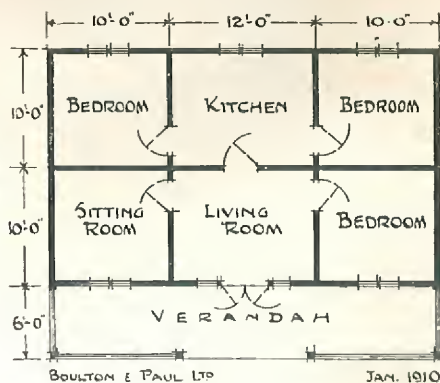 10'-0" 12'-0" 10'-0"
10'-0"
BEDROOM KITCHEN BEDROOM
10'-0"
SITTING ROOM
LIVING ROOM
BEDROOM
6'-0"
VERANDAH
BOULTON & PAUL LTD JAN. 1910